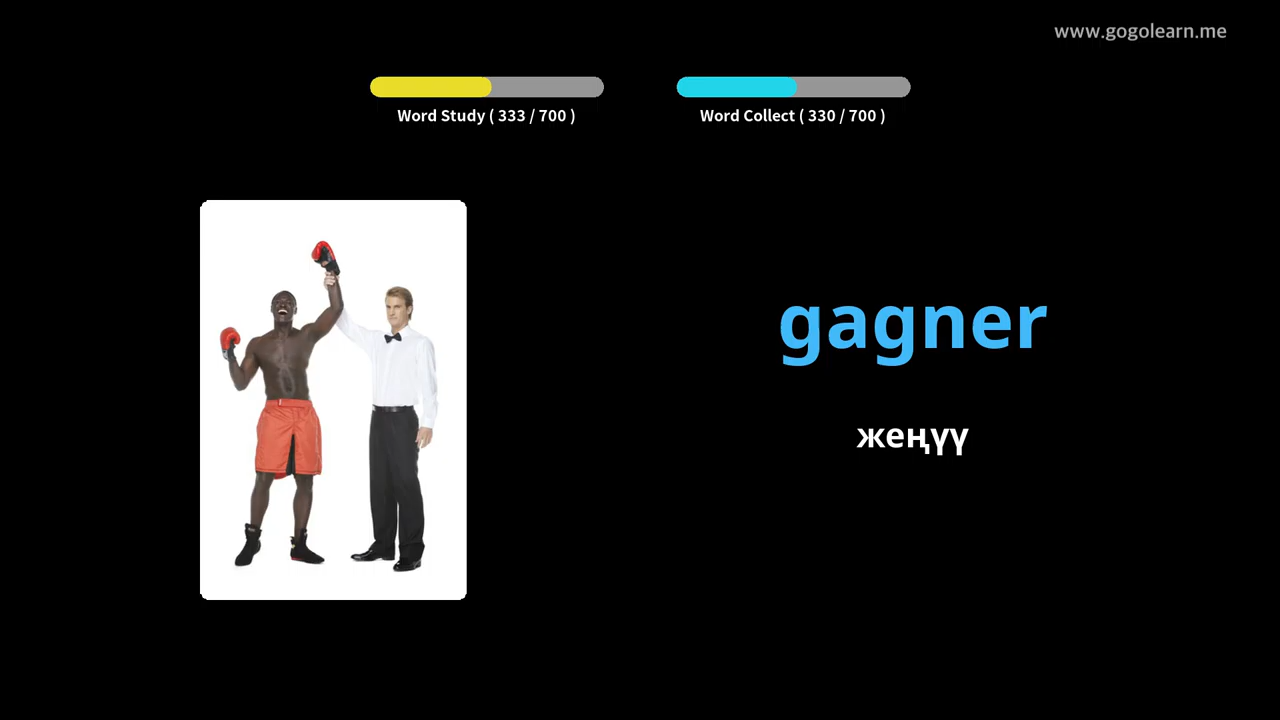 www.gogolearn.me
Word Study ( 333 / 700 )
Word Collect ( 330 / 700 )
gagner
жеңүү